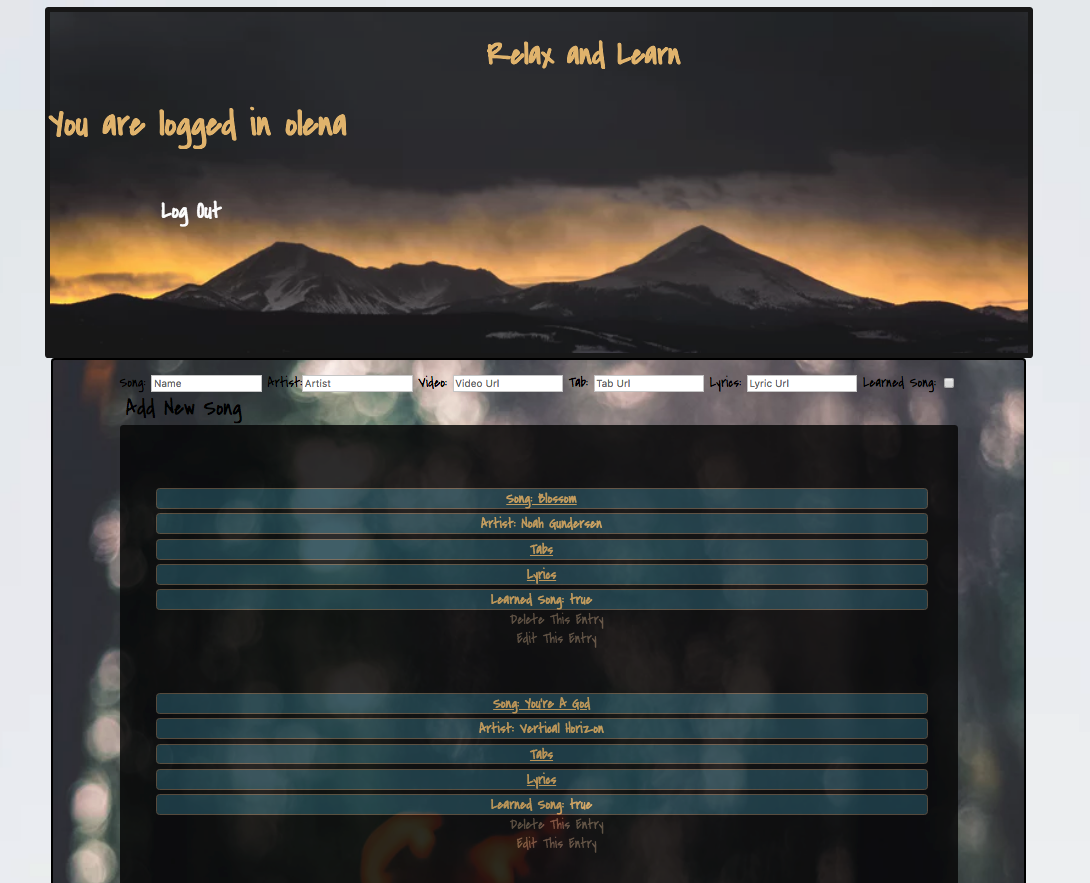 Relax and Learn
You are logged in olena
Log Out
Song: Name Artist: Artist Video: Video Url Tab: Tab Url Lyrics: Lyric Url Learned Song:
Add New Song
Song: Blossom
Artist: Noah Gundersen
Tabs
Lyrics
Learned Song: true
Delete This Entry
Edit This Entry
Song: You're A God
Artist: Vertical Horizon
Tabs
Lyrics
Learned Song: true
Delete This Entry
Edit This Entry